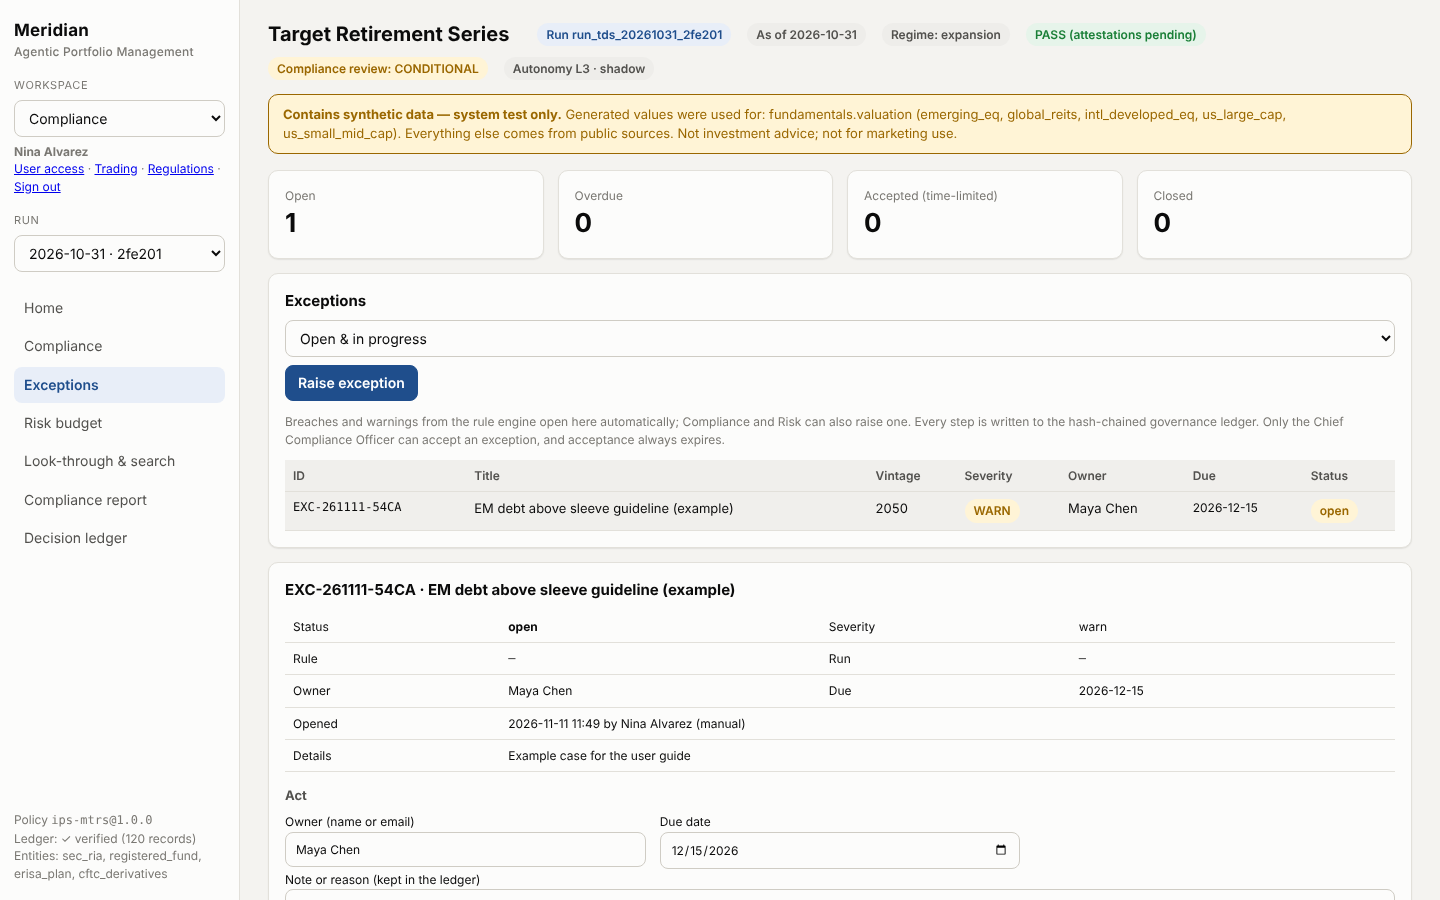 Meridian
Agentic Portfolio Management
WORKSPACE
Compliance
Nina Alvarez
User access · Trading · Regulations ·
Sign out
RUN
2026-10-31 · 2fe201
Home
Compliance
Exceptions
Risk budget
Look-through & search
Compliance report
Decision ledger
Policy ips-mtrs@1.0.0
Ledger: ✓ verified (120 records)
Entities: sec_ria, registered_fund,
erisa_plan, cftc_derivatives
Target Retirement Series Run run_tds_20261031_2fe201 As of 2026-10-31 Regime: expansion PASS (attestations pending)
Compliance review: CONDITIONAL Autonomy L3 · shadow
Contains synthetic data — system test only. Generated values were used for: fundamentals.valuation (emerging_eq, global_reits, intl_developed_eq, us_large_cap,
us_small_mid_cap). Everything else comes from public sources. Not investment advice; not for marketing use.
Open Overdue Accepted (time-limited) Closed
1 0 0 0
Exceptions
Open & in progress
Raise exception
Breaches and warnings from the rule engine open here automatically; Compliance and Risk can also raise one. Every step is written to the hash-chained governance ledger. Only the Chief
Compliance Officer can accept an exception, and acceptance always expires.
ID Title Vintage Severity Owner Due Status
EXC-261111-54CA EM debt above sleeve guideline (example) 2050 WARN Maya Chen 2026-12-15 open
EXC-261111-54CA · EM debt above sleeve guideline (example)
Status open Severity warn
Rule — Run —
Owner Maya Chen Due 2026-12-15
Opened 2026-11-11 11:49 by Nina Alvarez (manual)
Details Example case for the user guide
Act
Owner (name or email) Due date
Maya Chen 12/15/2026
Note or reason (kept in the ledger)